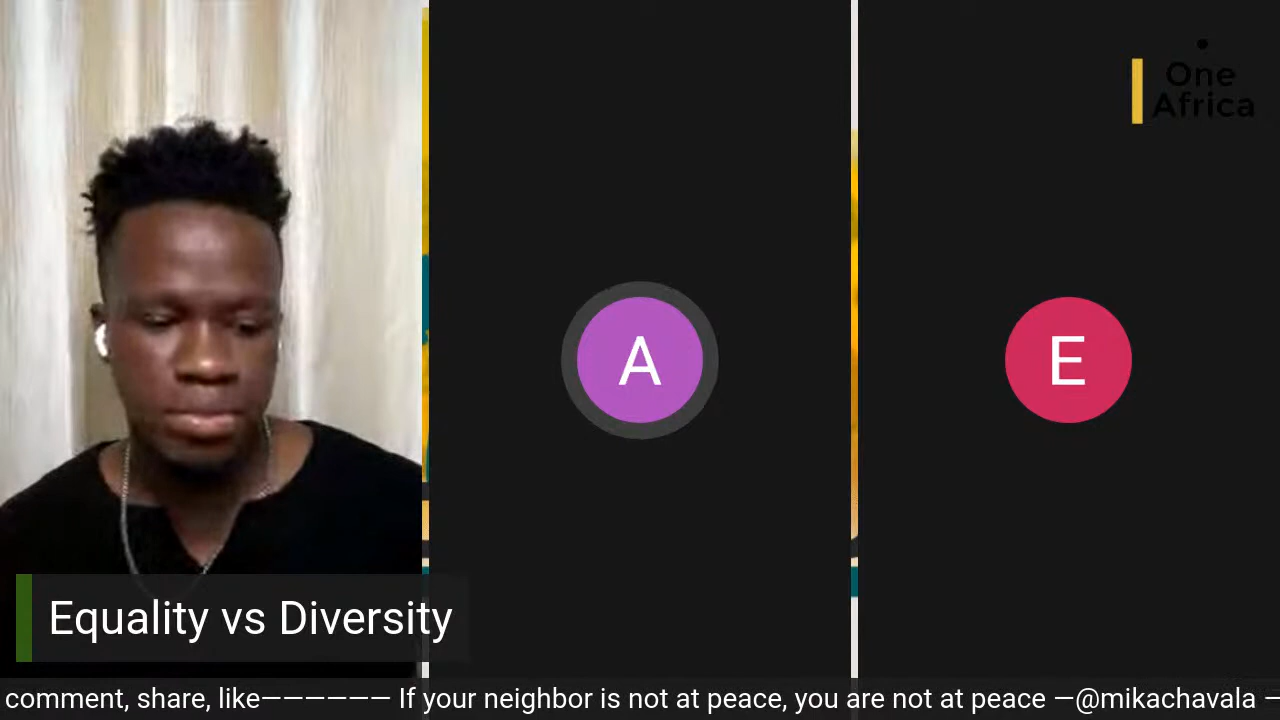 One
Africa
A
E
Equality vs Diversity
comment, share, like—————— If your neighbor is not at peace, you are not at peace —@mikachavala —